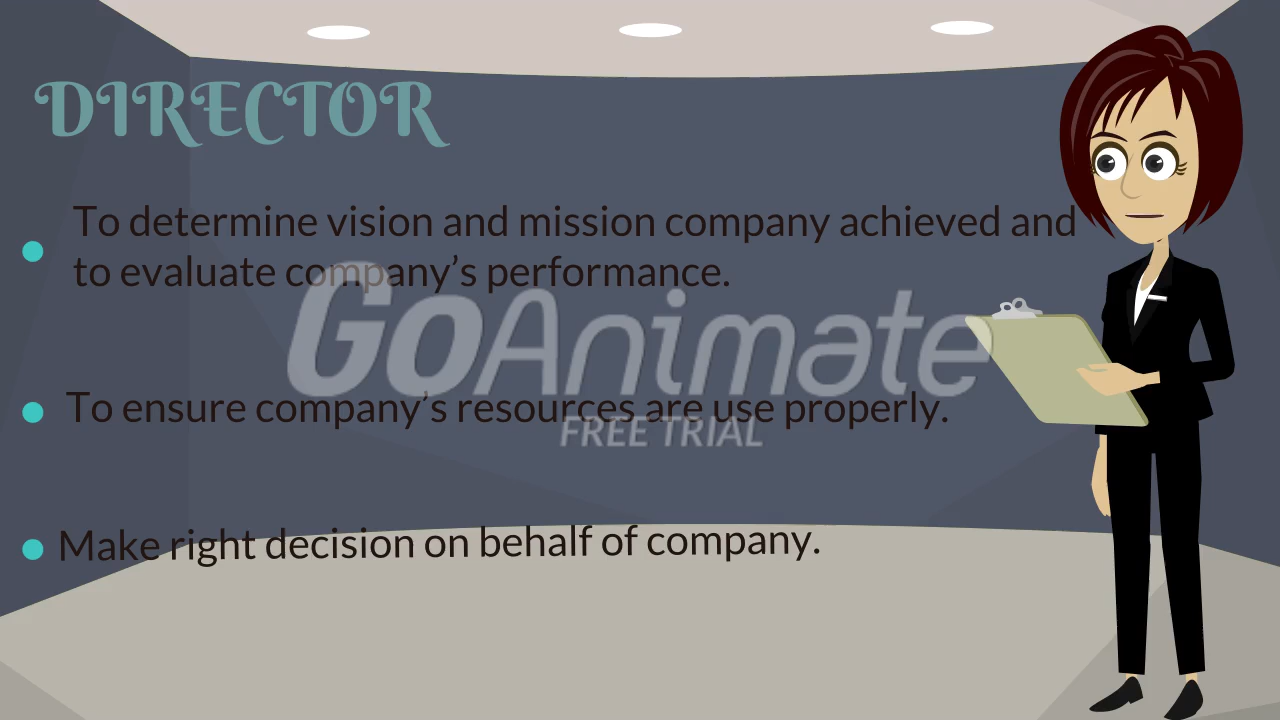 DIRECTOR
To determine vision and mission company achieved and
to evaluate company's performance.
GoAnimate
To ensure company's resources are use properly.
FREE TRIAL
Make right decision on behalf of company.